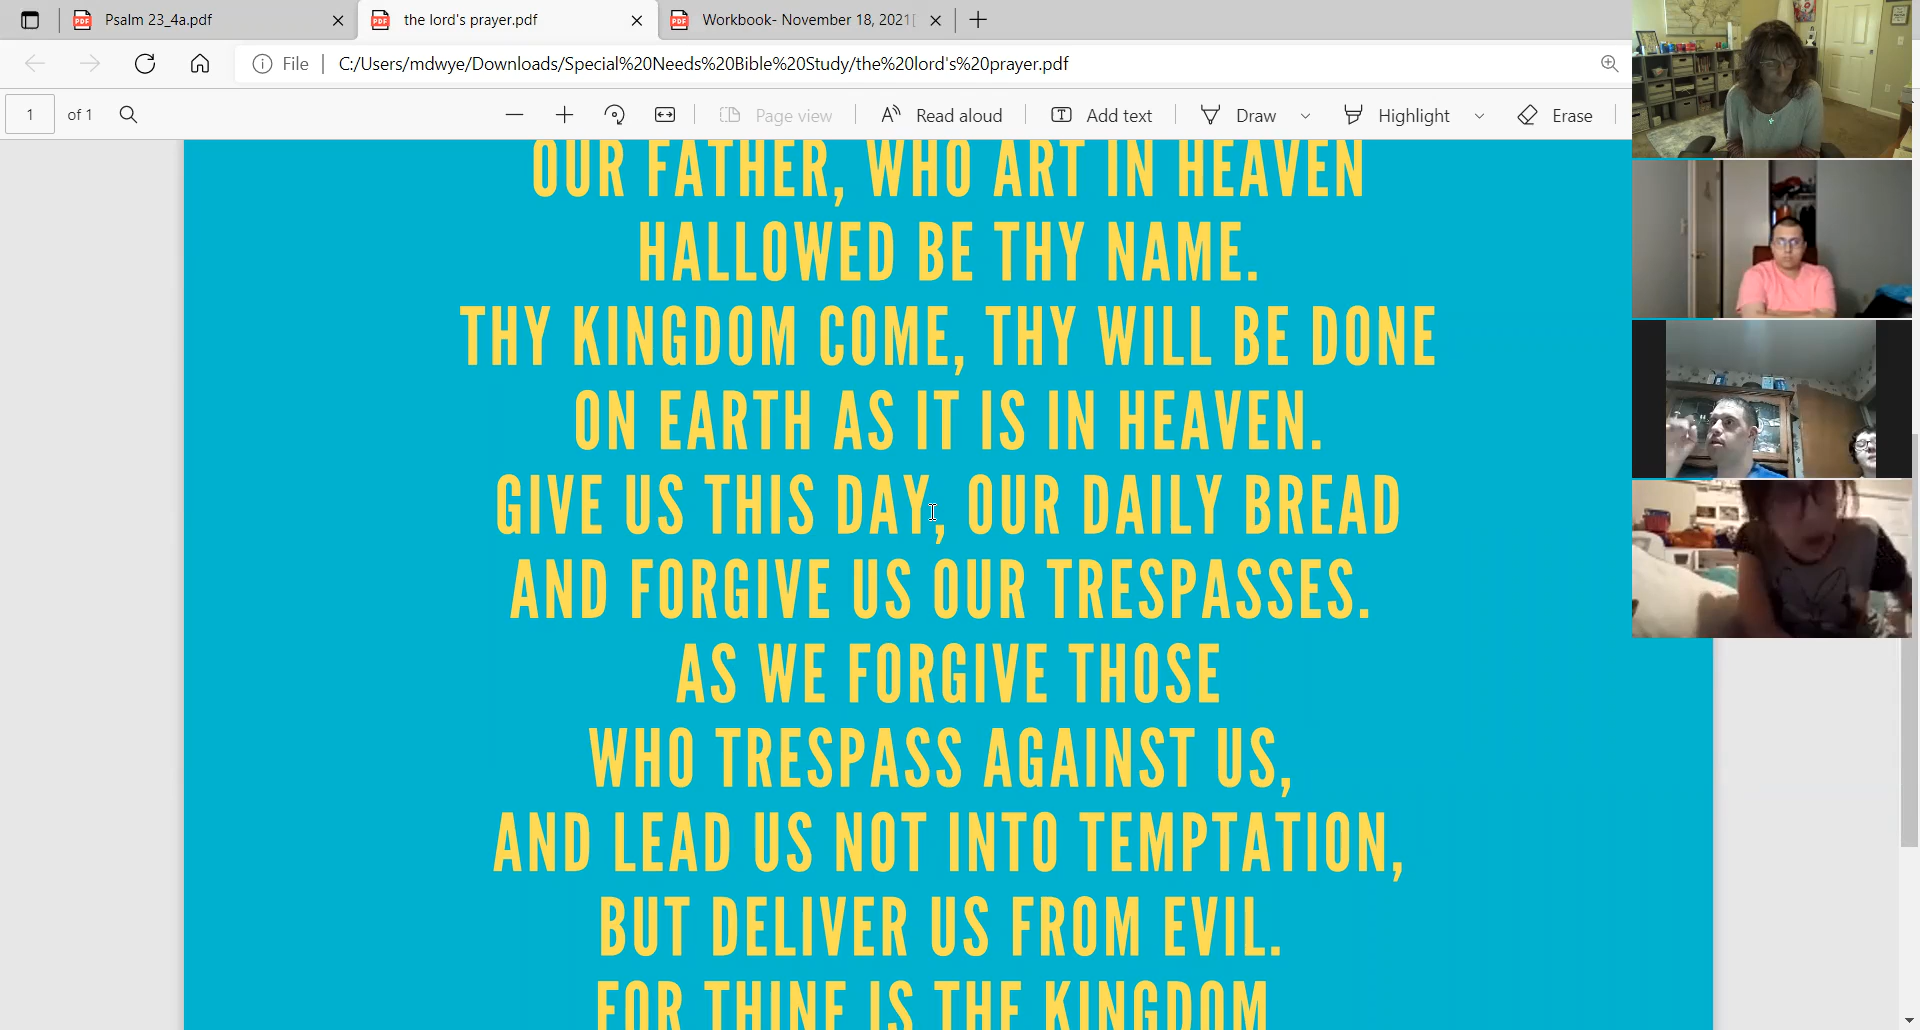 Psalm 23_4a.pdf
the lord's prayer.pdf
Workbook- November 18, 2021
File
C:/Users/mdwye/Downloads/Special%20Needs%20Bible%20Study/the%20lord's%20prayer.pdf
1 of 1
Page view
Read aloud
Add text
Draw
Highlight
Erase
OUR FATHER, WHO ART IN HEAVEN
HALLOWED BE THY NAME.
THY KINGDOM COME, THY WILL BE DONE
ON EARTH AS IT IS IN HEAVEN.
GIVE US THIS DAY, OUR DAILY BREAD
AND FORGIVE US OUR TRESPASSES.
AS WE FORGIVE THOSE
WHO TRESPASS AGAINST US,
AND LEAD US NOT INTO TEMPTATION,
BUT DELIVER US FROM EVIL.
FOR THINE IS THE KINGDOM